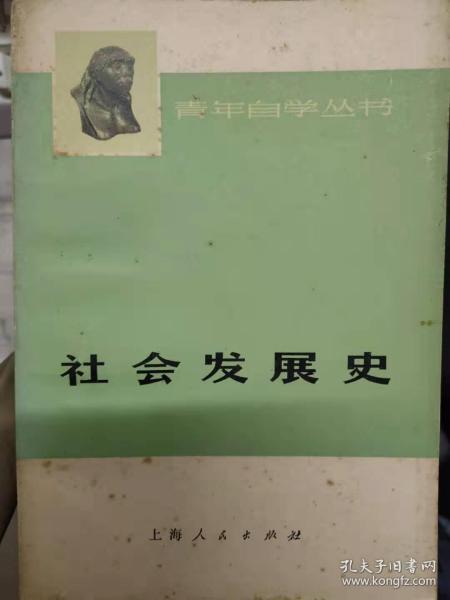 青年自学丛书
社会发展史
上海人民出版社
孔夫子旧书网
www.kongfz.com